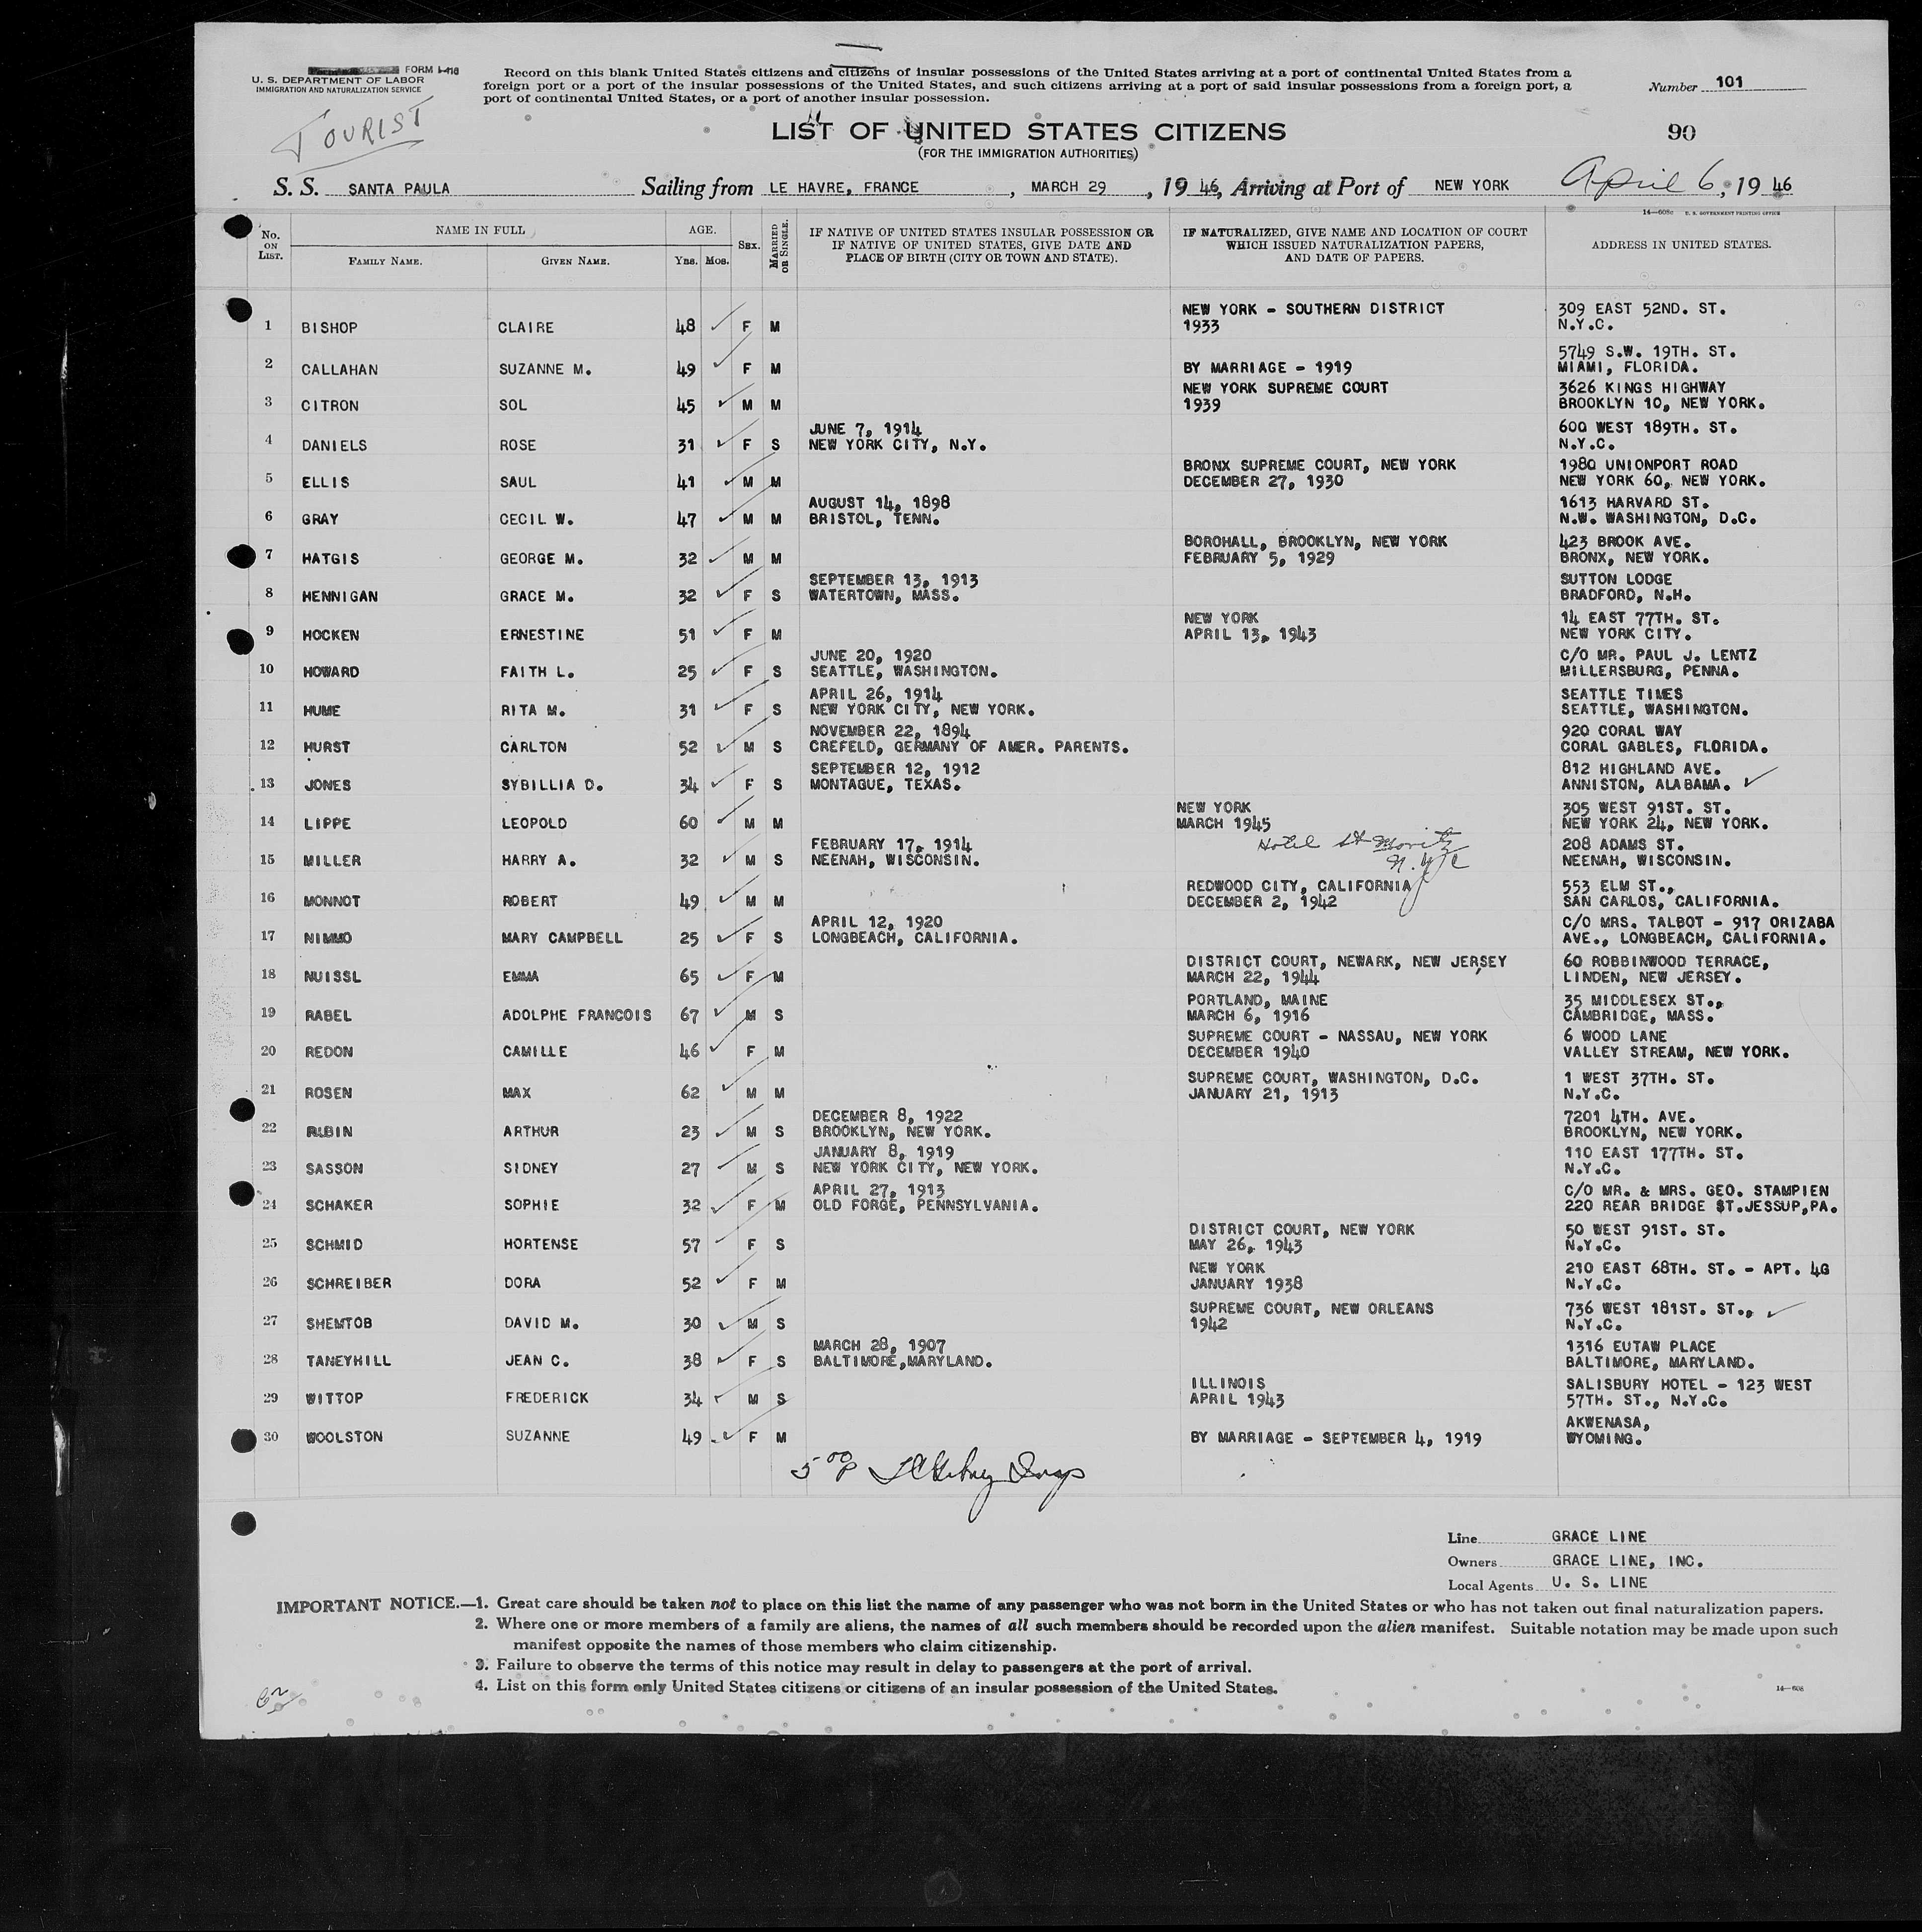 FORM I-416
U. S. DEPARTMENT OF LABOR
IMMIGRATION AND NATURALIZATION SERVICE
TOURIST
Record on this blank United States citizens and citizens of insular possessions of the United States arriving at a port of continental United States from a
foreign port or a port of the insular possessions of the United States, and such citizens arriving at a port of said insular possessions from a foreign port, a
port of continental United States, or a port of another insular possession.
Number 101
LIST OF UNITED STATES CITIZENS
(FOR THE IMMIGRATION AUTHORITIES)
90
S. S. SANTA PAULA Sailing from LE HAVRE, FRANCE, MARCH 29, 19 46, Arriving at Port of NEW YORK April 6, 19 46
14—608c U. S. GOVERNMENT PRINTING OFFICE
No. ON LIST. NAME IN FULL FAMILY NAME. GIVEN NAME. AGE. YRS. MOS. SEX. MARRIED OR SINGLE.
IF NATIVE OF UNITED STATES INSULAR POSSESSION OR
IF NATIVE OF UNITED STATES, GIVE DATE AND
PLACE OF BIRTH (CITY OR TOWN AND STATE).
IF NATURALIZED, GIVE NAME AND LOCATION OF COURT
WHICH ISSUED NATURALIZATION PAPERS,
AND DATE OF PAPERS.
ADDRESS IN UNITED STATES.
NEW YORK - SOUTHERN DISTRICT 309 EAST 52ND. ST.
1 BISHOP CLAIRE 48 F M 1933 N.Y.C.
5749 S.W. 19TH. ST.
2 CALLAHAN SUZANNE M. 49 F M BY MARRIAGE - 1919 MIAMI, FLORIDA.
NEW YORK SUPREME COURT 3626 KINGS HIGHWAY
3 CITRON SOL 45 M M 1939 BROOKLYN 10, NEW YORK.
JUNE 7, 1914 600 WEST 189TH. ST.
4 DANIELS ROSE 31 F S NEW YORK CITY, N.Y. N.Y.C.
BRONX SUPREME COURT, NEW YORK 1980 UNIONPORT ROAD
5 ELLIS SAUL 41 M M DECEMBER 27, 1930 NEW YORK 60, NEW YORK.
AUGUST 14, 1898 1613 HARVARD ST.
6 GRAY CECIL W. 47 M M BRISTOL, TENN. N.W. WASHINGTON, D.C.
BOROHALL, BROOKLYN, NEW YORK 423 BROOK AVE.
7 HATGIS GEORGE M. 32 M M FEBRUARY 5, 1929 BRONX, NEW YORK.
SEPTEMBER 13, 1913 SUTTON LODGE
8 HENNIGAN GRACE M. 32 F S WATERTOWN, MASS. BRADFORD, N.H.
NEW YORK 14 EAST 77TH. ST.
9 HOCKEN ERNESTINE 51 F M APRIL 13, 1943 NEW YORK CITY.
JUNE 20, 1920 C/O MR. PAUL J. LENTZ
10 HOWARD FAITH L. 25 F S SEATTLE, WASHINGTON. MILLERSBURG, PENNA.
APRIL 26, 1914 SEATTLE TIMES
11 HUME RITA M. 31 F S NEW YORK CITY, NEW YORK. SEATTLE, WASHINGTON.
NOVEMBER 22, 1894 920 CORAL WAY
12 HURST CARLTON 52 M S CREFELD, GERMANY OF AMER. PARENTS. CORAL GABLES, FLORIDA.
SEPTEMBER 12, 1912 812 HIGHLAND AVE.
13 JONES SYBILLIA D. 34 F S MONTAGUE, TEXAS. ANNISTON, ALABAMA.
NEW YORK 305 WEST 91ST. ST.
14 LIPPE LEOPOLD 60 M M MARCH 1945 NEW YORK 24, NEW YORK.
Hotel St Moritz
N.Y.C
FEBRUARY 17, 1914 208 ADAMS ST.
15 MILLER HARRY A. 32 M S NEENAH, WISCONSIN. NEENAH, WISCONSIN.
REDWOOD CITY, CALIFORNIA 553 ELM ST.,
16 MONNOT ROBERT 49 M M DECEMBER 2, 1942 SAN CARLOS, CALIFORNIA.
APRIL 12, 1920 C/O MRS. TALBOT - 917 ORIZABA
17 NIMMO MARY CAMPBELL 25 F S LONGBEACH, CALIFORNIA. AVE., LONGBEACH, CALIFORNIA.
DISTRICT COURT, NEWARK, NEW JERSEY 60 ROBBINWOOD TERRACE,
18 NUISSL EMMA 65 F M MARCH 22, 1944 LINDEN, NEW JERSEY.
PORTLAND, MAINE 35 MIDDLESEX ST.,
19 RABEL ADOLPHE FRANCOIS 67 M S MARCH 6, 1916 CAMBRIDGE, MASS.
SUPREME COURT - NASSAU, NEW YORK 6 WOOD LANE
20 REDON CAMILLE 46 F M DECEMBER 1940 VALLEY STREAM, NEW YORK.
SUPREME COURT, WASHINGTON, D.C. 1 WEST 37TH. ST.
21 ROSEN MAX 62 M M JANUARY 21, 1913 N.Y.C.
DECEMBER 8, 1922 7201 4TH. AVE.
22 RUBIN ARTHUR 23 M S BROOKLYN, NEW YORK. BROOKLYN, NEW YORK.
JANUARY 8, 1919 110 EAST 177TH. ST.
23 SASSON SIDNEY 27 M S NEW YORK CITY, NEW YORK. N.Y.C.
APRIL 27, 1913 C/O MR. & MRS. GEO. STAMPIEN
24 SCHAKER SOPHIE 32 F M OLD FORGE, PENNSYLVANIA. 220 REAR BRIDGE ST.JESSUP,PA.
DISTRICT COURT, NEW YORK 50 WEST 91ST. ST.
25 SCHMID HORTENSE 57 F S MAY 26, 1943 N.Y.C.
NEW YORK 210 EAST 68TH. ST. - APT. 4G
26 SCHREIBER DORA 52 F M JANUARY 1938 N.Y.C.
SUPREME COURT, NEW ORLEANS 736 WEST 181ST. ST.,
27 SHEMTOB DAVID M. 30 M S 1942 N.Y.C.
MARCH 28, 1907 1316 EUTAW PLACE
28 TANEYHILL JEAN C. 38 F S BALTIMORE,MARYLAND. BALTIMORE, MARYLAND.
ILLINOIS SALISBURY HOTEL - 123 WEST
29 WITTOP FREDERICK 34 M S APRIL 1943 57TH. ST., N.Y.C.
AKWENASA,
30 WOOLSTON SUZANNE 49 F M BY MARRIAGE - SEPTEMBER 4, 1919 WYOMING.
Line GRACE LINE
Owners GRACE LINE, INC.
Local Agents U. S. LINE
IMPORTANT NOTICE.—1. Great care should be taken not to place on this list the name of any passenger who was not born in the United States or who has not taken out final naturalization papers.
2. Where one or more members of a family are aliens, the names of all such members should be recorded upon the alien manifest. Suitable notation may be made upon such
manifest opposite the names of those members who claim citizenship.
3. Failure to observe the terms of this notice may result in delay to passengers at the port of arrival.
4. List on this form only United States citizens or citizens of an insular possession of the United States.
14—608